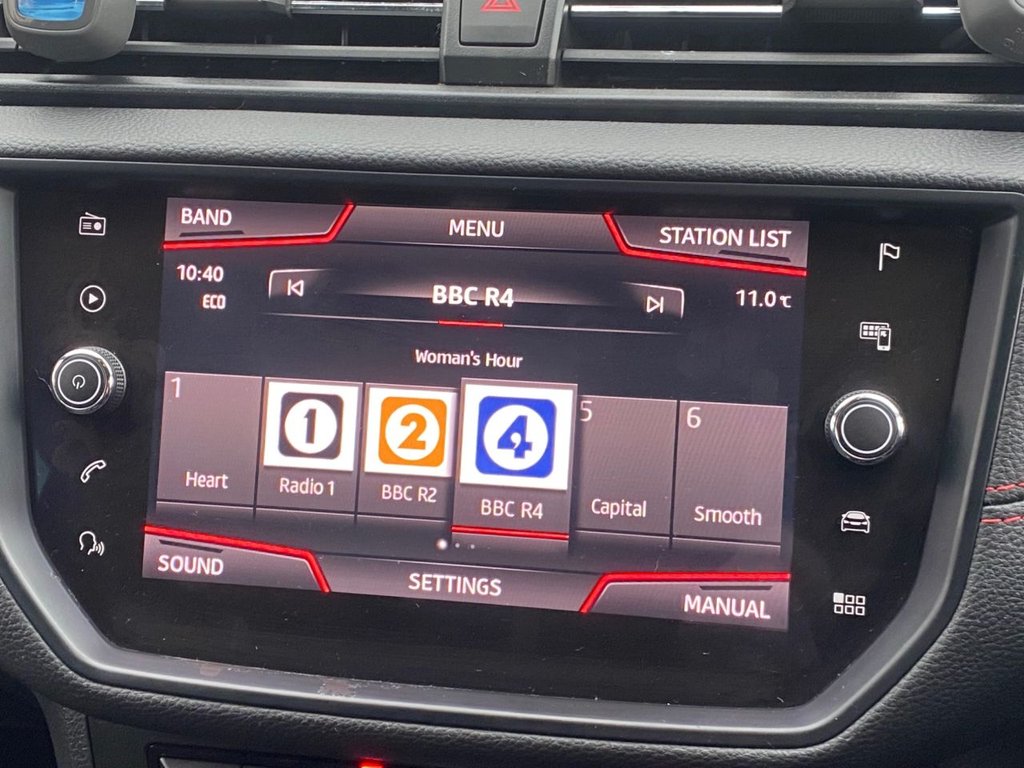 BAND
MENU
STATION LIST
10:40
ECO
BBC R4
11.0 °C
Woman's Hour
1
5
6
1
2
4
Heart
Radio 1
BBC R2
BBC R4
Capital
Smooth
SOUND
SETTINGS
MANUAL